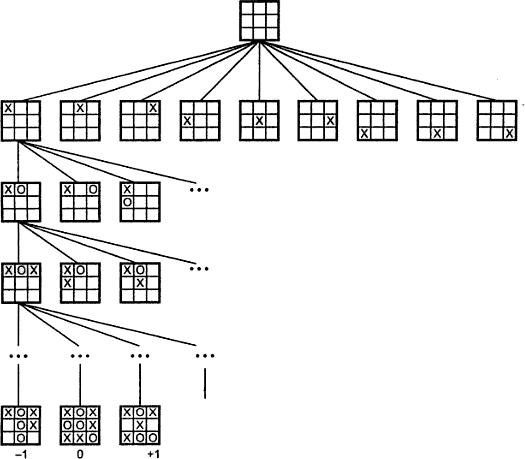 X X X
X X X
X X X
X O X O X ...
O
X O X X O X O ...
X X
... ... ... ...
X O X X O X X O X
O X O O X X
O X X O X O O
–1 0 +1